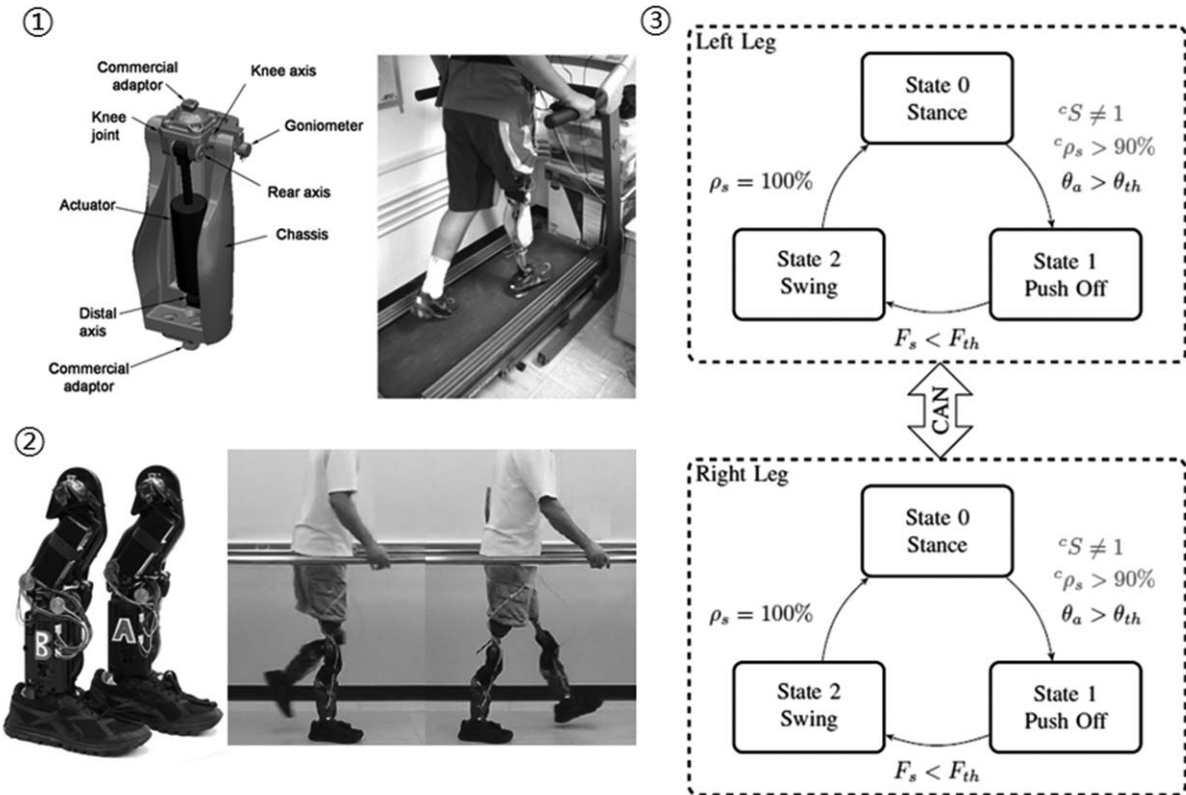 ①
Commercial
adaptor
Knee axis
Knee
joint
Goniometer
Rear axis
Actuator
Chassis
Distal
axis
Commercial
adaptor
②
B
A
③
Left Leg
State 0
Stance
ᶜS ≠ 1
ᶜρₛ > 90%
θₐ > θₜₕ
ρₛ = 100%
State 2
Swing
State 1
Push Off
Fₛ < Fₜₕ
CAN
Right Leg
State 0
Stance
ᶜS ≠ 1
ᶜρₛ > 90%
θₐ > θₜₕ
ρₛ = 100%
State 2
Swing
State 1
Push Off
Fₛ < Fₜₕ